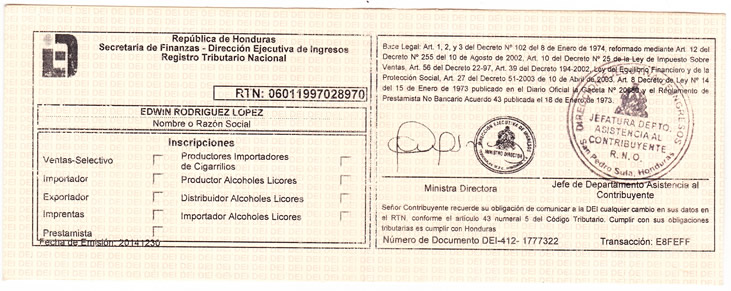 República de Honduras
Secretaria de Finanzas - Dirección Ejecutiva de Ingresos
Registro Tributario Nacional
RTN: 06011997028970
EDWIN RODRIGUEZ LOPEZ
Nombre o Razón Social
Inscripciones
Ventas-Selectivo
Productores Importadores de Cigarrillos
Importador
Productor Alcoholes Licores
Exportador
Distribuidor Alcoholes Licores
Imprentas
Importador Alcoholes Licores
Prestamista
Fecha de Emisión: 20141230
Base Legal: Art. 1, 2, y 3 del Decreto Nº 102 del 8 de Enero de 1974, reformado mediante Art. 12 del
Decreto Nº 255 del 10 de Agosto de 2002, Art. 10 del Decreto Nº 25 de la Ley de Impuesto Sobre
Ventas, Art. 56 del Decreto 22-97, Art. 39 del Decreto 194-2002, Ley del Equilibrio Financiero y de la
Protección Social, Art. 27 del Decreto 51-2003 de 10 de Abril de 2003. Art. 8 Decreto de Ley Nº 14
del 15 de Enero de 1973 publicado en el Diario Oficial la Gaceta Nº y el Reglamento de
Prestamista No Bancario Acuerdo 43 publicada el 18 de Enero de 1973.
DIRECCION EJECUTIVA DE INGRESOS
MINISTRO DIRECTOR
INGRESOS
JEFATURA DEPTO.
ASISTENCIA AL
CONTRIBUYENTE
R.N.O.
San Pedro Sula, Honduras
Ministra Directora
Jefe de Departamento Asistencia al
Contribuyente
Señor Contribuyente recuerde su obligación de comunicar a la DEI cualquier cambio en sus datos en
el RTN, conforme el artículo 43 numeral 5 del Código Tributario. Cumplir con sus obligaciones
tributarias es cumplir con Honduras
Número de Documento DEI-412- 1777322
Transacción: E8FEFF